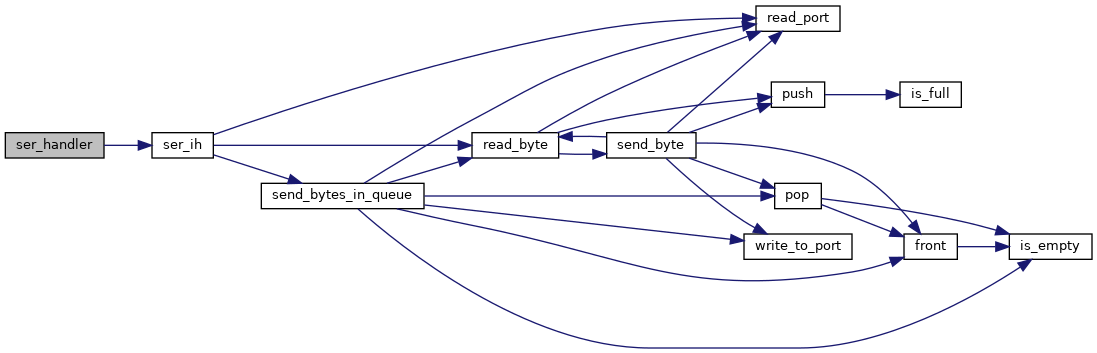 ser_handler
ser_ih
send_bytes_in_queue
read_byte
send_byte
read_port
push
is_full
pop
write_to_port
front
is_empty